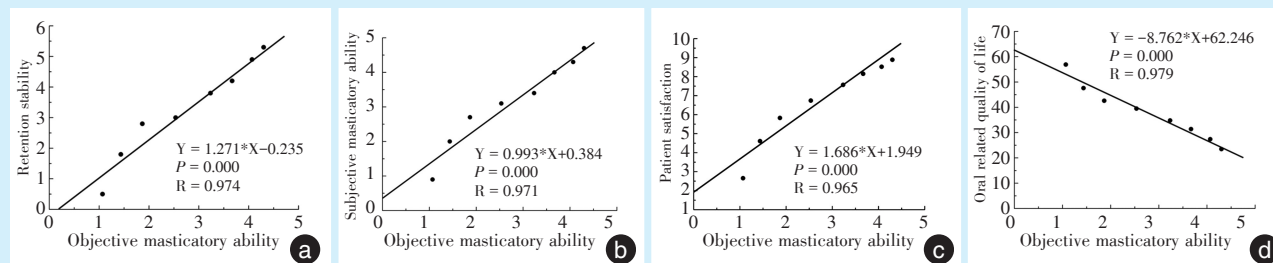 Retention stability
6
5
4
3
2
1
0
Y = 1.271*X−0.235
P = 0.000
R = 0.974
1 2 3 4 5
Objective masticatory ability
a
Subjective masticatory ability
5
4
3
2
1
0
Y = 0.993*X+0.384
P = 0.000
R = 0.971
0 1 2 3 4 5
Objective masticatory ability
b
Patient satisfaction
10
9
8
7
6
5
4
3
2
1
Y = 1.686*X+1.949
P = 0.000
R = 0.965
0 1 2 3 4 5
Objective masticatory ability
c
Oral related quality of life
70
60
50
40
30
20
10
0
Y = −8.762*X+62.246
P = 0.000
R = 0.979
0 1 2 3 4 5
Objective masticatory ability
d